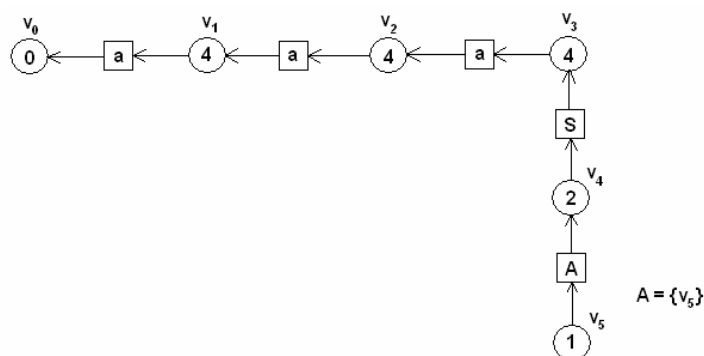 v₀ v₁ v₂ v₃
0 a 4 a 4 a 4
S
v₄
2
A
A = {v₅}
v₅
1